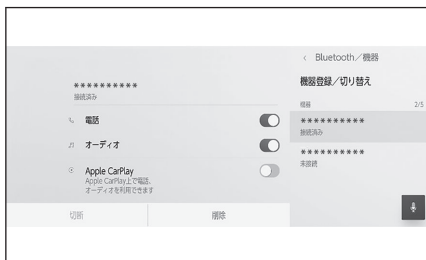 **********
接続済み
電話
オーディオ
Apple CarPlay
Apple CarPlay上で電話、
オーディオを利用できます
切断
削除
< Bluetooth／機器
機器登録／切り替え
機器 2/5
**********
接続済み
**********
未接続